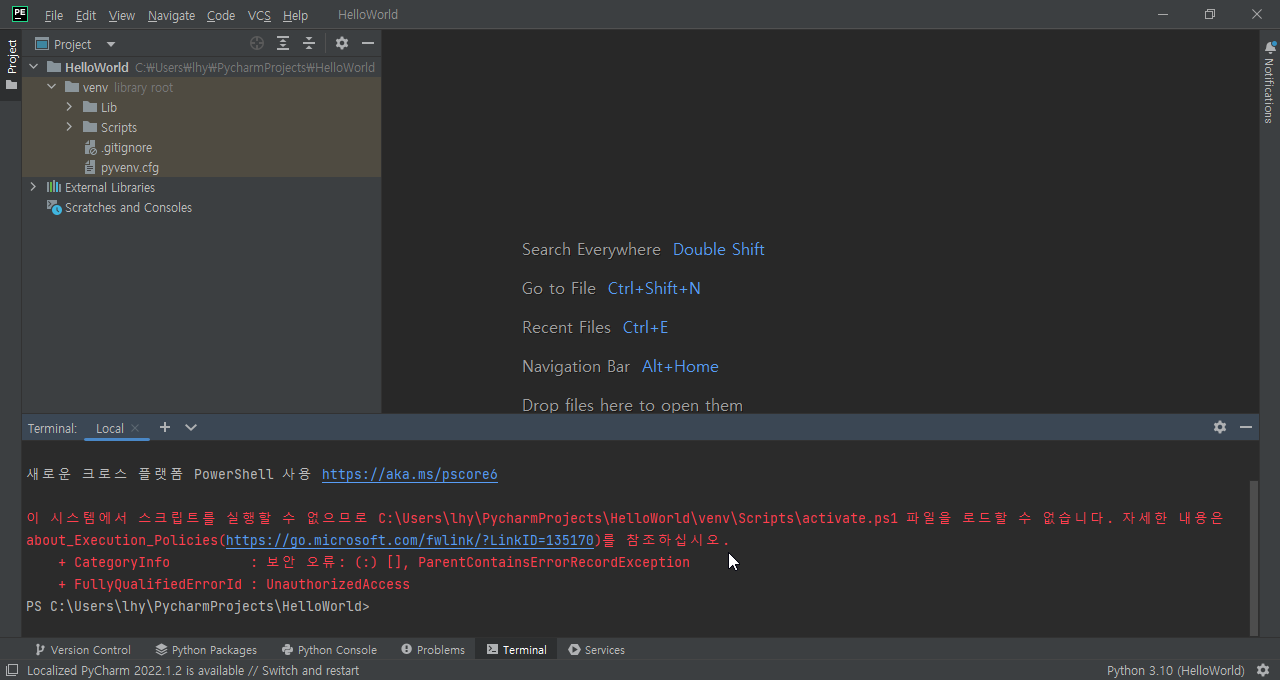 PE File Edit View Navigate Code VCS Help HelloWorld
Project
Project
HelloWorld C:₩Users₩lhy₩PycharmProjects₩HelloWorld
venv library root
Lib
Scripts
.gitignore
pyvenv.cfg
External Libraries
Scratches and Consoles
Notifications
Search Everywhere Double Shift
Go to File Ctrl+Shift+N
Recent Files Ctrl+E
Navigation Bar Alt+Home
Drop files here to open them
Terminal: Local
새로운 크로스 플랫폼 PowerShell 사용 https://aka.ms/pscore6
이 시스템에서 스크립트를 실행할 수 없으므로 C:\Users\lhy\PycharmProjects\HelloWorld\venv\Scripts\activate.ps1 파일을 로드할 수 없습니다. 자세한 내용은
about_Execution_Policies(https://go.microsoft.com/fwlink/?LinkID=135170)를 참조하십시오.
+ CategoryInfo : 보안 오류: (:) [], ParentContainsErrorRecordException
+ FullyQualifiedErrorId : UnauthorizedAccess
PS C:\Users\lhy\PycharmProjects\HelloWorld>
Version Control Python Packages Python Console Problems Terminal Services
Localized PyCharm 2022.1.2 is available // Switch and restart Python 3.10 (HelloWorld)